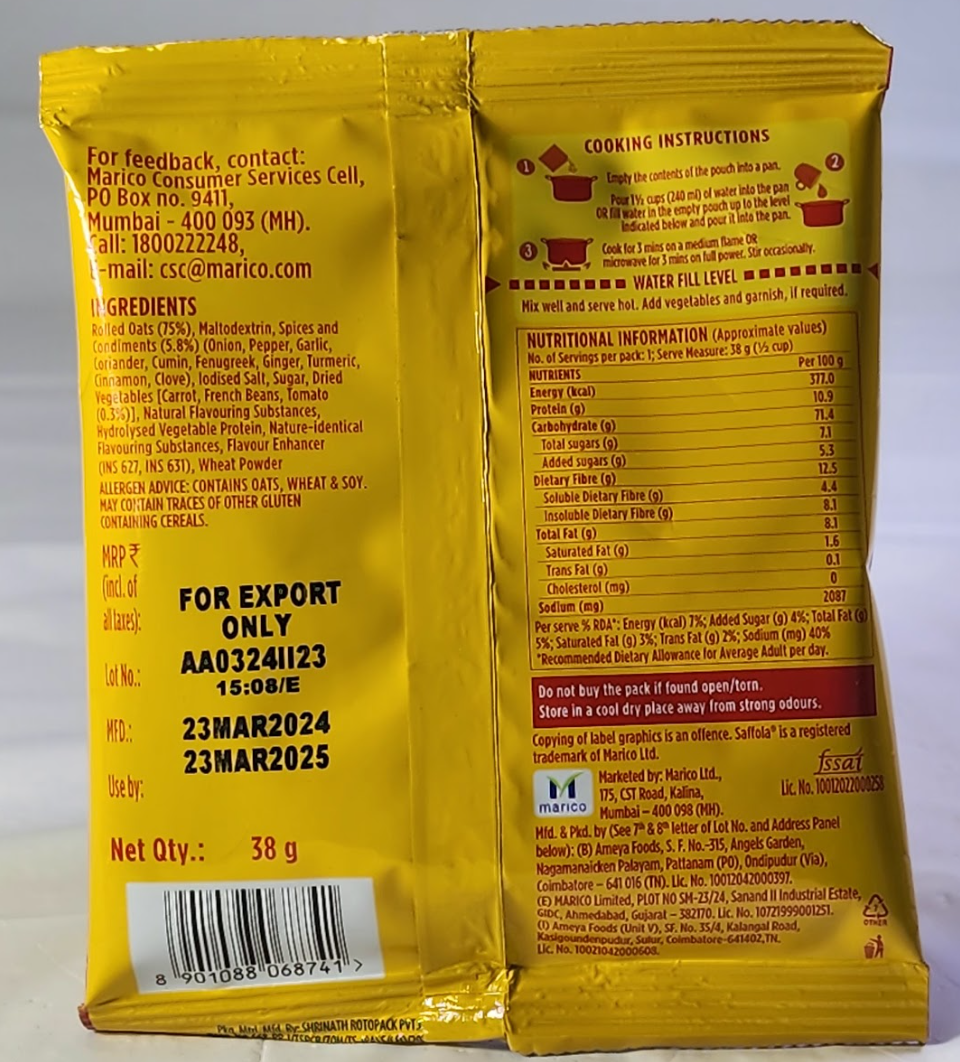 For feedback, contact:
Marico Consumer Services Cell,
PO Box no. 9411,
Mumbai - 400 093 (MH).
Call: 1800222248,
E-mail: csc@marico.com
INGREDIENTS
Rolled Oats (75%), Maltodextrin, Spices and
Condiments (5.8%) (Onion, Pepper, Garlic,
Coriander, Cumin, Fenugreek, Ginger, Turmeric,
Cinnamon, Clove), Iodised Salt, Sugar, Dried
Vegetables [Carrot, French Beans, Tomato
(0.3%)], Natural Flavouring Substances,
Hydrolysed Vegetable Protein, Nature-identical
Flavouring Substances, Flavour Enhancer
(INS 627, INS 631), Wheat Powder
ALLERGEN ADVICE: CONTAINS OATS, WHEAT & SOY.
MAY CONTAIN TRACES OF OTHER GLUTEN
CONTAINING CEREALS.
MRP ₹
(incl. of
all taxes):
FOR EXPORT
ONLY
Lot No.: AA03241123
15:08/E
MFD.: 23MAR2024
Use by: 23MAR2025
Net Qty.: 38 g
8 901088 068741 >
SHRINATH ROTOPACK PVT
COOKING INSTRUCTIONS
1 Empty the contents of the pouch into a pan.
2 Pour 1½ cups (240 ml) of water into the pan
OR fill water in the empty pouch up to the level
indicated below and pour it into the pan.
3 Cook for 3 mins on a medium flame OR
microwave for 3 mins on full power. Stir occasionally.
WATER FILL LEVEL
Mix well and serve hot. Add vegetables and garnish, if required.
NUTRITIONAL INFORMATION (Approximate values)
No. of Servings per pack: 1; Serve Measure: 38 g (½ cup)
NUTRIENTS Per 100 g
Energy (kcal) 377.0
Protein (g) 10.9
Carbohydrate (g) 71.4
Total sugars (g) 7.1
Added sugars (g) 5.3
Dietary Fibre (g) 12.5
Soluble Dietary Fibre (g) 4.4
Insoluble Dietary Fibre (g) 8.1
Total Fat (g) 8.1
Saturated Fat (g) 1.6
Trans Fat (g) 0.1
Cholesterol (mg) 0
Sodium (mg) 2087
Per serve % RDA*: Energy (kcal) 7%; Added Sugar (g) 4%; Total Fat (g)
5%; Saturated Fat (g) 3%; Trans Fat (g) 2%; Sodium (mg) 40%
*Recommended Dietary Allowance for Average Adult per day.
Do not buy the pack if found open/torn.
Store in a cool dry place away from strong odours.
Copying of label graphics is an offence. Saffola® is a registered
trademark of Marico Ltd.
fssai
Lic. No. 10012022000258
marico
Marketed by: Marico Ltd.,
175, CST Road, Kalina,
Mumbai – 400 098 (MH).
Mfd. & Pkd. by (See 7th & 8th letter of Lot No. and Address Panel
below): (B) Ameya Foods, S. F. No.-315, Angels Garden,
Nagamanaicken Palayam, Pattanam (PO), Ondipudur (Via),
Coimbatore – 641 016 (TN). Lic. No. 10012042000397.
(E) MARICO Limited, PLOT NO SM-23/24, Sanand II Industrial Estate,
GIDC, Ahmedabad, Gujarat – 382170. Lic. No. 10721999001251.
(I) Ameya Foods (Unit V), SF. No. 35/4, Kalangal Road,
Kasigoundenpudur, Sulur, Coimbatore-641402,TN.
Lic. No. 10021042000608.
7
OTHER